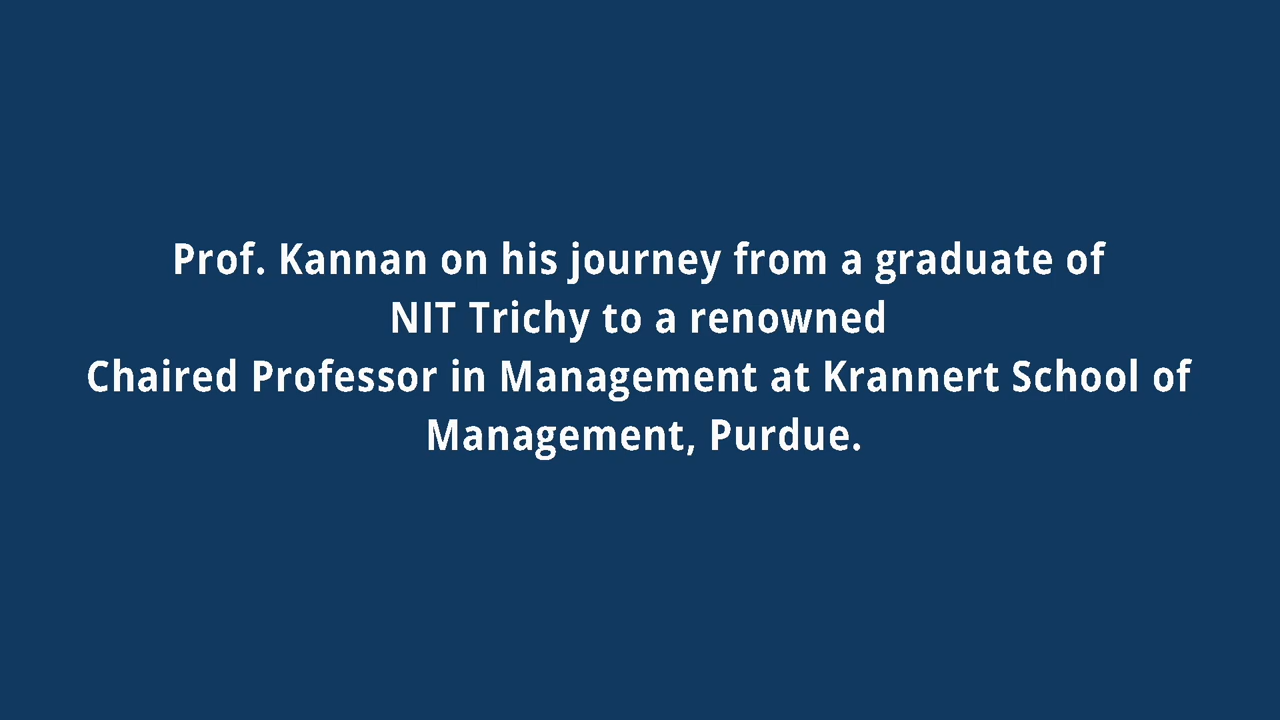 Prof. Kannan on his journey from a graduate of
NIT Trichy to a renowned
Chaired Professor in Management at Krannert School of
Management, Purdue.